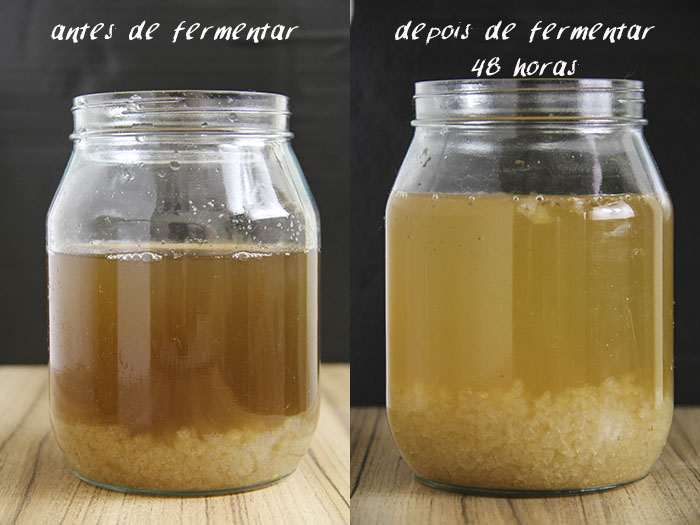 antes de fermentar
depois de fermentar
48 horas